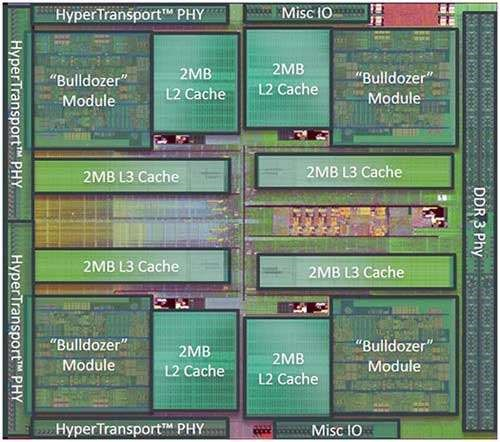 HyperTransport™ PHY
Misc IO
HyperTransport™ PHY
"Bulldozer"
Module
2MB
L2 Cache
2MB
L2 Cache
"Bulldozer"
Module
2MB L3 Cache
2MB L3 Cache
DDR 3 Phy
2MB L3 Cache
2MB L3 Cache
HyperTransport™ PHY
"Bulldozer"
Module
2MB
L2 Cache
2MB
L2 Cache
"Bulldozer"
Module
HyperTransport™ PHY
Misc IO